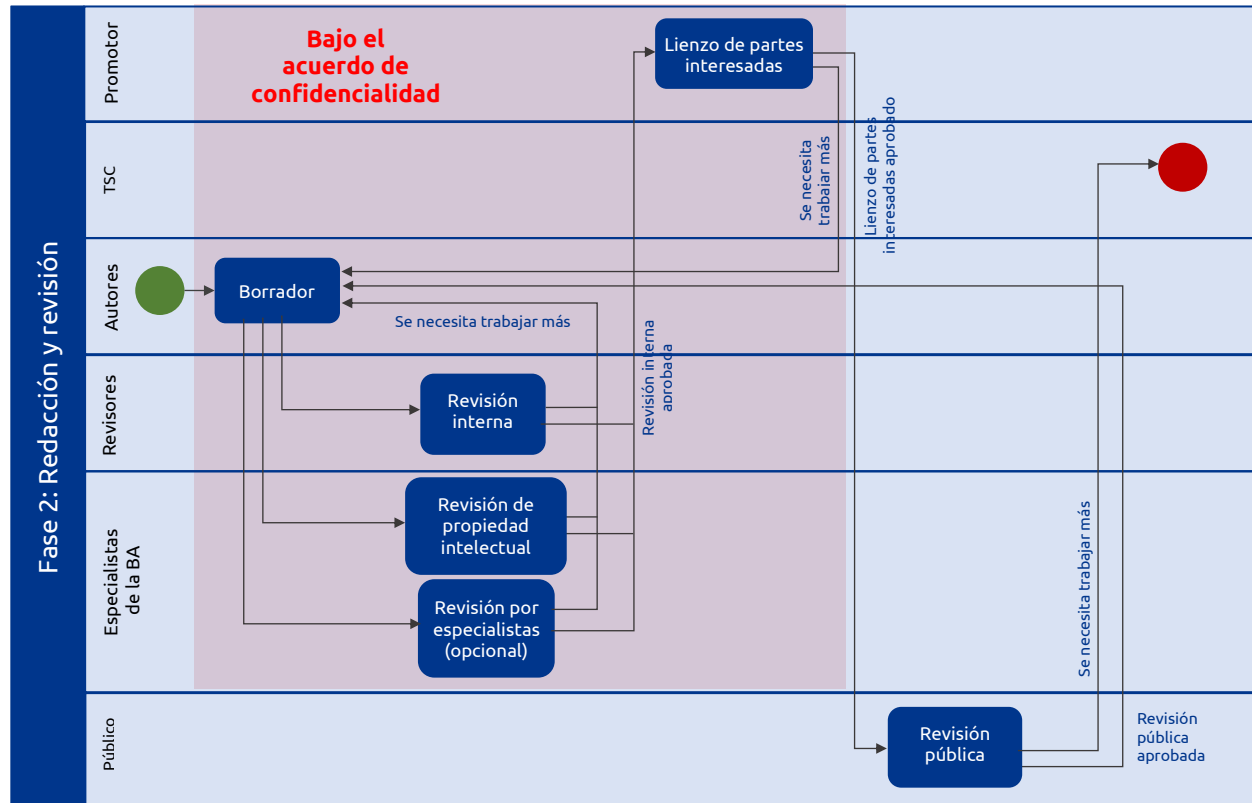 Fase 2: Redacción y revisión
Promotor
TSC
Autores
Revisores
Especialistas
de la BA
Público
Bajo el
acuerdo de
confidencialidad
Lienzo de partes
interesadas
Se necesita
trabajar más
Lienzo de partes
interesadas aprobado
Borrador
Se necesita trabajar más
Revisión interna
aprobada
Revisión
interna
Revisión de
propiedad
intelectual
Revisión por
especialistas
(opcional)
Se necesita trabajar más
Revisión
pública
Revisión
pública
aprobada